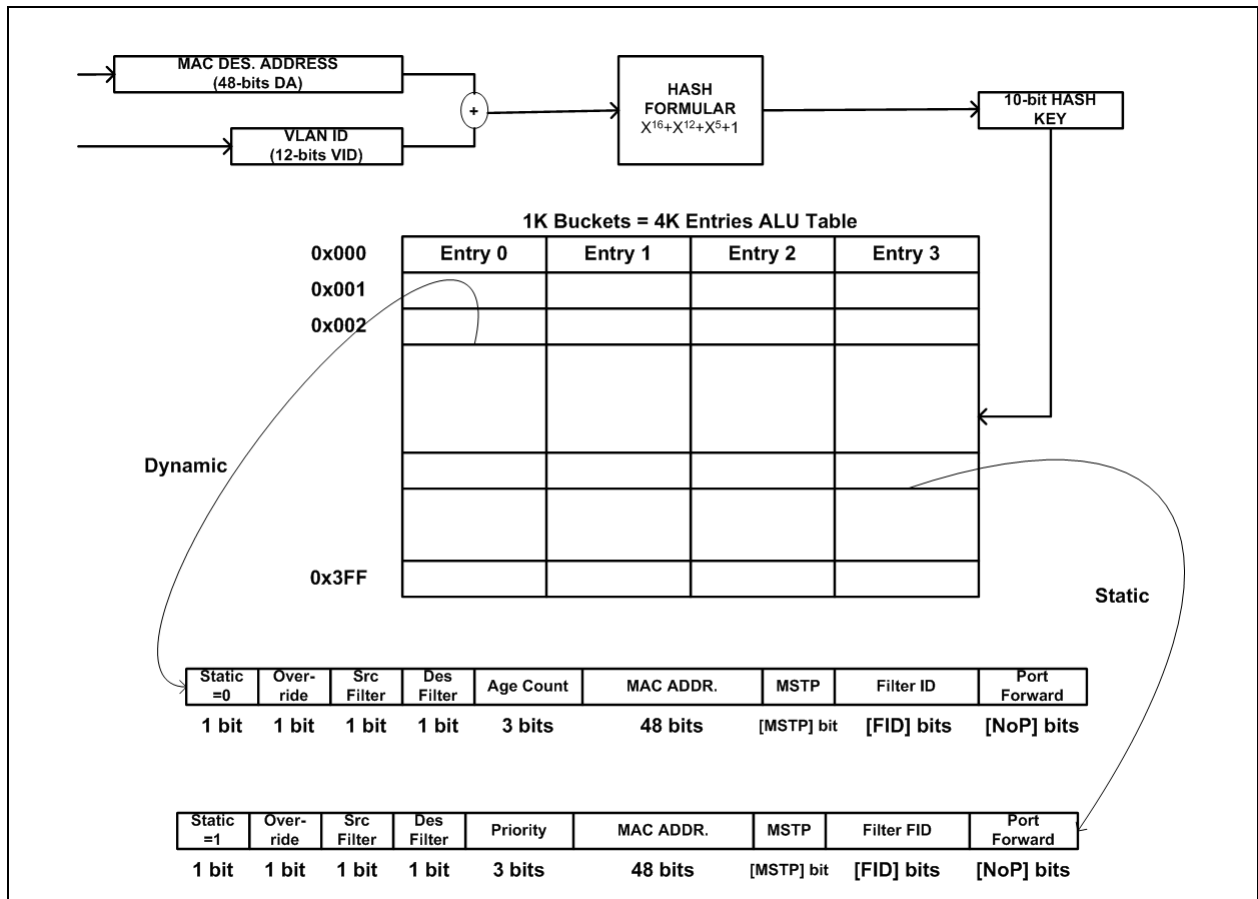 MAC DES. ADDRESS
(48-bits DA)
+
HASH
FORMULAR
X¹⁶+X¹²+X⁵+1
10-bit HASH
KEY
VLAN ID
(12-bits VID)
1K Buckets = 4K Entries ALU Table
0x000 Entry 0 Entry 1 Entry 2 Entry 3
0x001
0x002
Dynamic
0x3FF
Static
Static
=0
Over-
ride
Src
Filter
Des
Filter
Age Count
MAC ADDR.
MSTP
Filter ID
Port
Forward
1 bit 1 bit 1 bit 1 bit 3 bits 48 bits [MSTP] bit [FID] bits [NoP] bits
Static
=1
Over-
ride
Src
Filter
Des
Filter
Priority
MAC ADDR.
MSTP
Filter FID
Port
Forward
1 bit 1 bit 1 bit 1 bit 3 bits 48 bits [MSTP] bit [FID] bits [NoP] bits